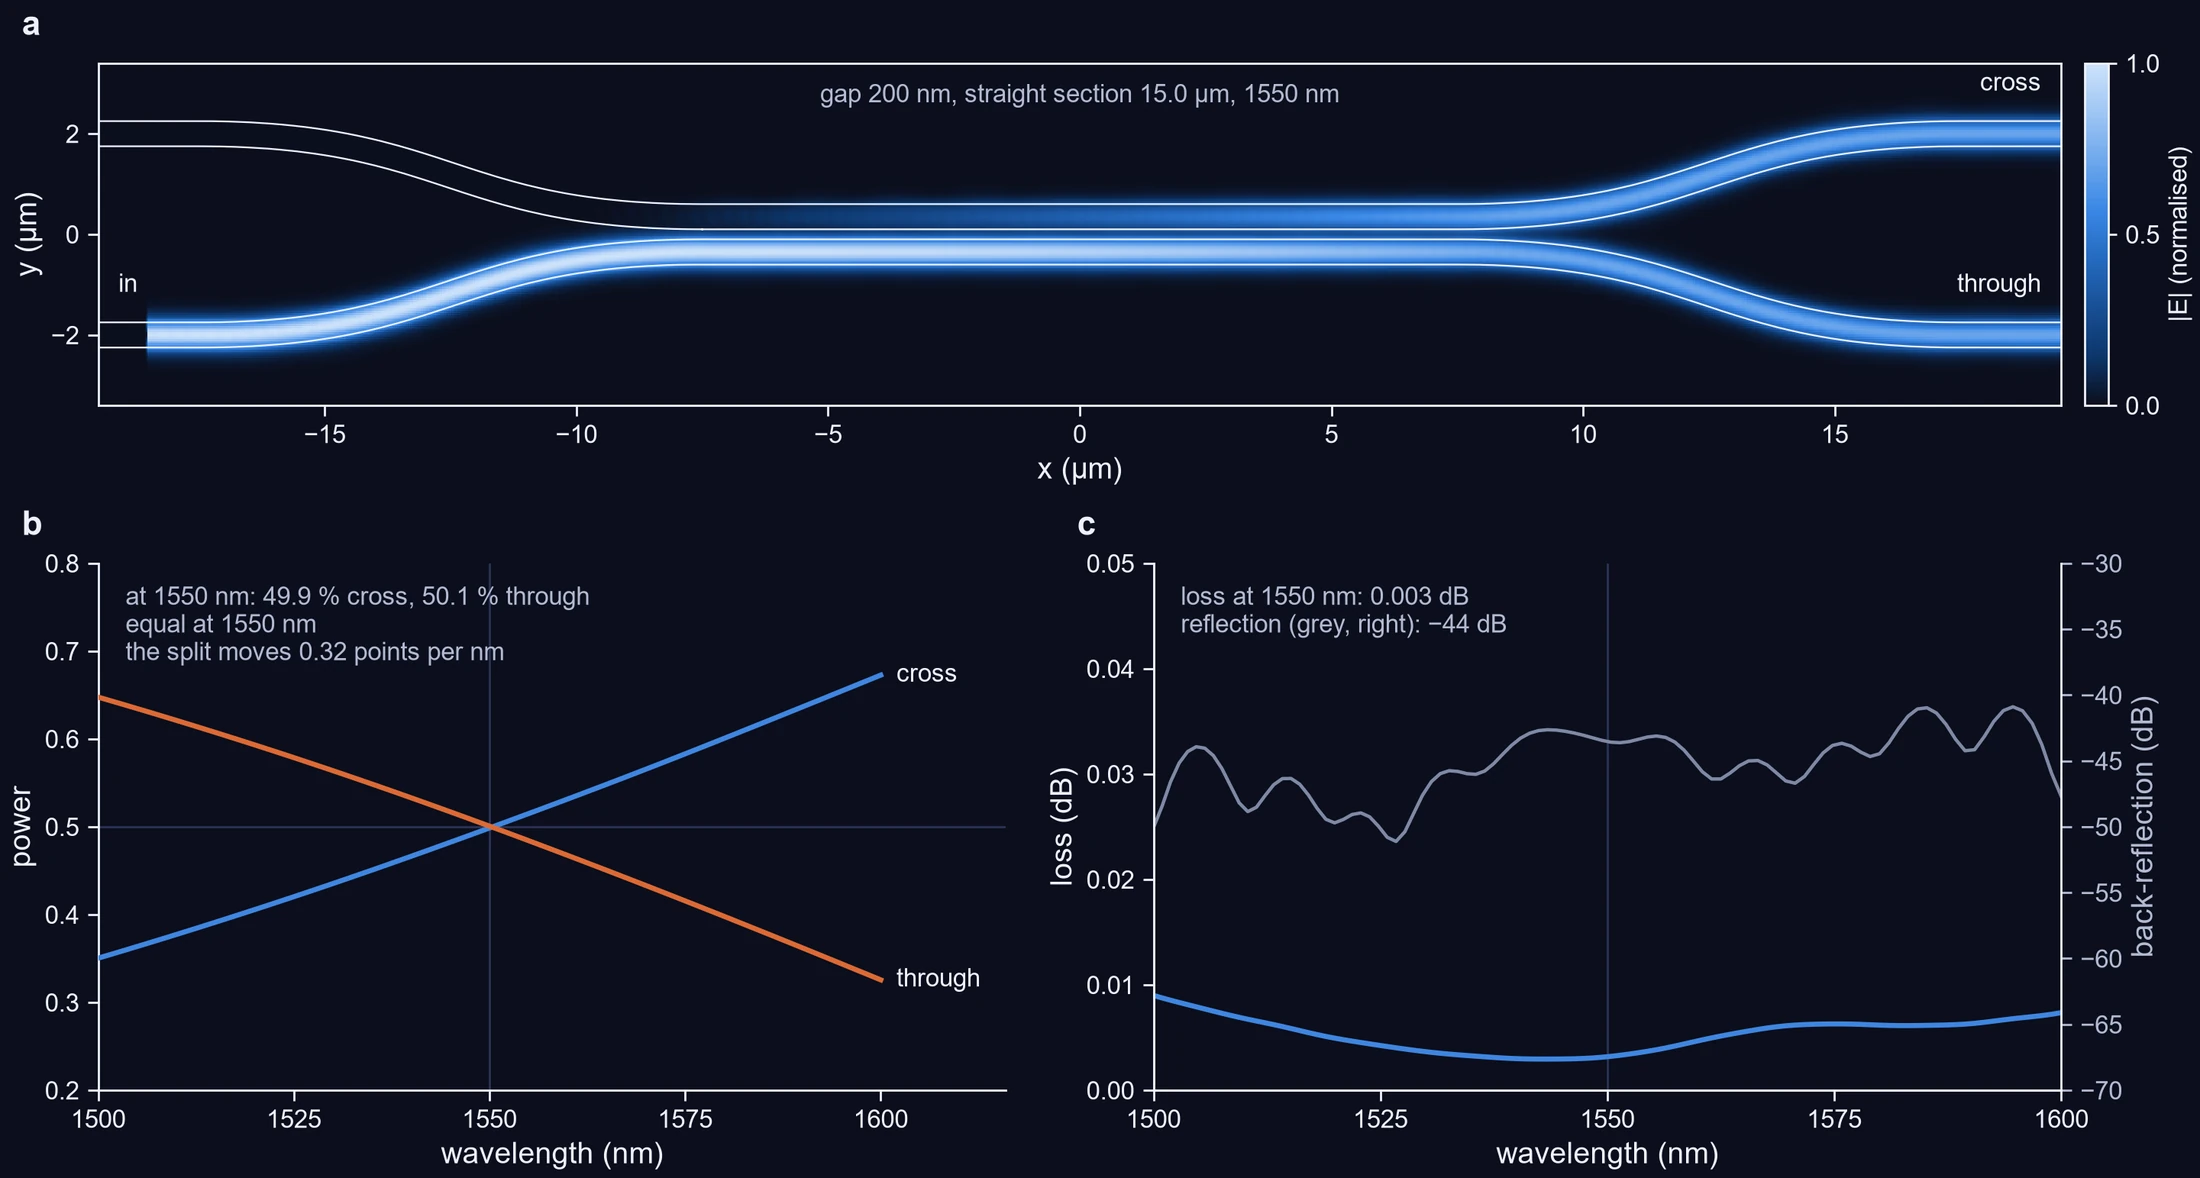 a
gap 200 nm, straight section 15.0 µm, 1550 nm
cross
in
through
2
0
−2
y (µm)
−15
−10
−5
0
5
10
15
x (µm)
1.0
0.5
0.0
|E| (normalised)
b
at 1550 nm: 49.9 % cross, 50.1 % through
equal at 1550 nm
the split moves 0.32 points per nm
cross
through
0.8
0.7
0.6
0.5
0.4
0.3
0.2
power
1500
1525
1550
1575
1600
wavelength (nm)
c
loss at 1550 nm: 0.003 dB
reflection (grey, right): −44 dB
0.05
0.04
0.03
0.02
0.01
0.00
loss (dB)
−30
−35
−40
−45
−50
−55
−60
−65
−70
back-reflection (dB)
1500
1525
1550
1575
1600
wavelength (nm)